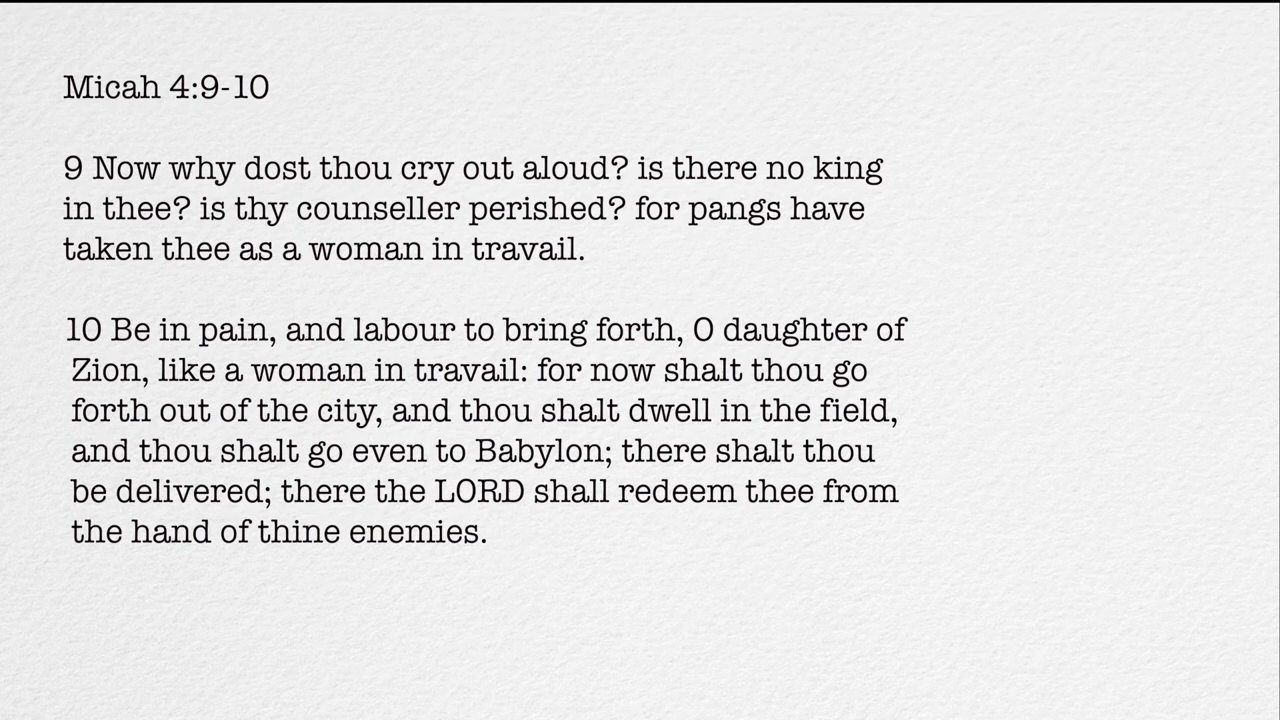 Micah 4:9-10
9 Now why dost thou cry out aloud? is there no king
in thee? is thy counseller perished? for pangs have
taken thee as a woman in travail.
10 Be in pain, and labour to bring forth, O daughter of
Zion, like a woman in travail: for now shalt thou go
forth out of the city, and thou shalt dwell in the field,
and thou shalt go even to Babylon; there shalt thou
be delivered; there the LORD shall redeem thee from
the hand of thine enemies.